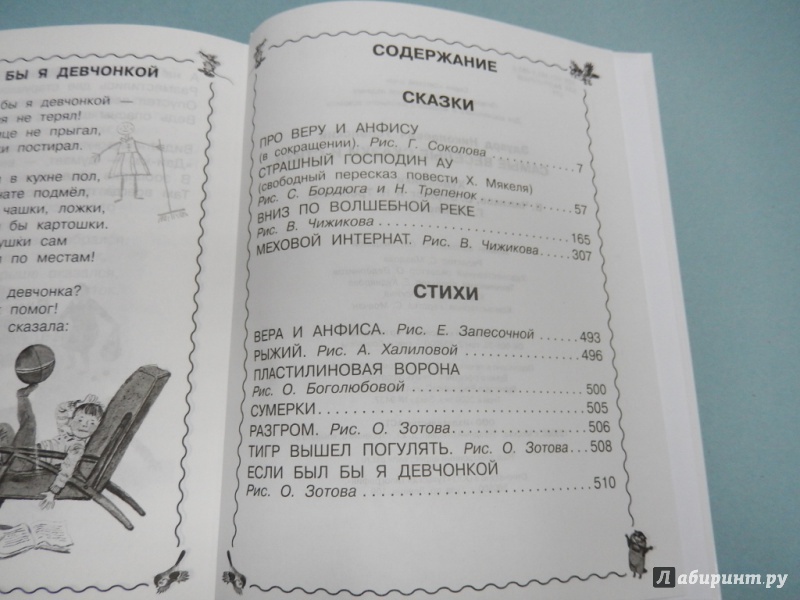 БЫ Я ДЕВЧОНКОЙ
бы я девчонкой —
я не терял!
це не прыгал,
и постирал.
в кухне пол,
нате подмёл,
чашки, ложки,
бы картошки.
ушки сам
и по местам!
девчонка?
помог!
сказала:
СОДЕРЖАНИЕ
СКАЗКИ
ПРО ВЕРУ И АНФИСУ
(в сокращении). Рис. Г. Соколова 7
СТРАШНЫЙ ГОСПОДИН АУ
(свободный пересказ повести Х. Мякеля)
Рис. С. Бордюга и Н. Трепенок 57
ВНИЗ ПО ВОЛШЕБНОЙ РЕКЕ
Рис. В. Чижикова 165
МЕХОВОЙ ИНТЕРНАТ. Рис. В. Чижикова 307
СТИХИ
ВЕРА И АНФИСА. Рис. Е. Запесочной 493
РЫЖИЙ. Рис. А. Халиловой 496
ПЛАСТИЛИНОВАЯ ВОРОНА
Рис. О. Боголюбовой 500
СУМЕРКИ 505
РАЗГРОМ. Рис. О. Зотова 506
ТИГР ВЫШЕЛ ПОГУЛЯТЬ. Рис. О. Зотова 508
ЕСЛИ БЫЛ БЫ Я ДЕВЧОНКОЙ
Рис. О. Зотова 510
Лабиринт.ру